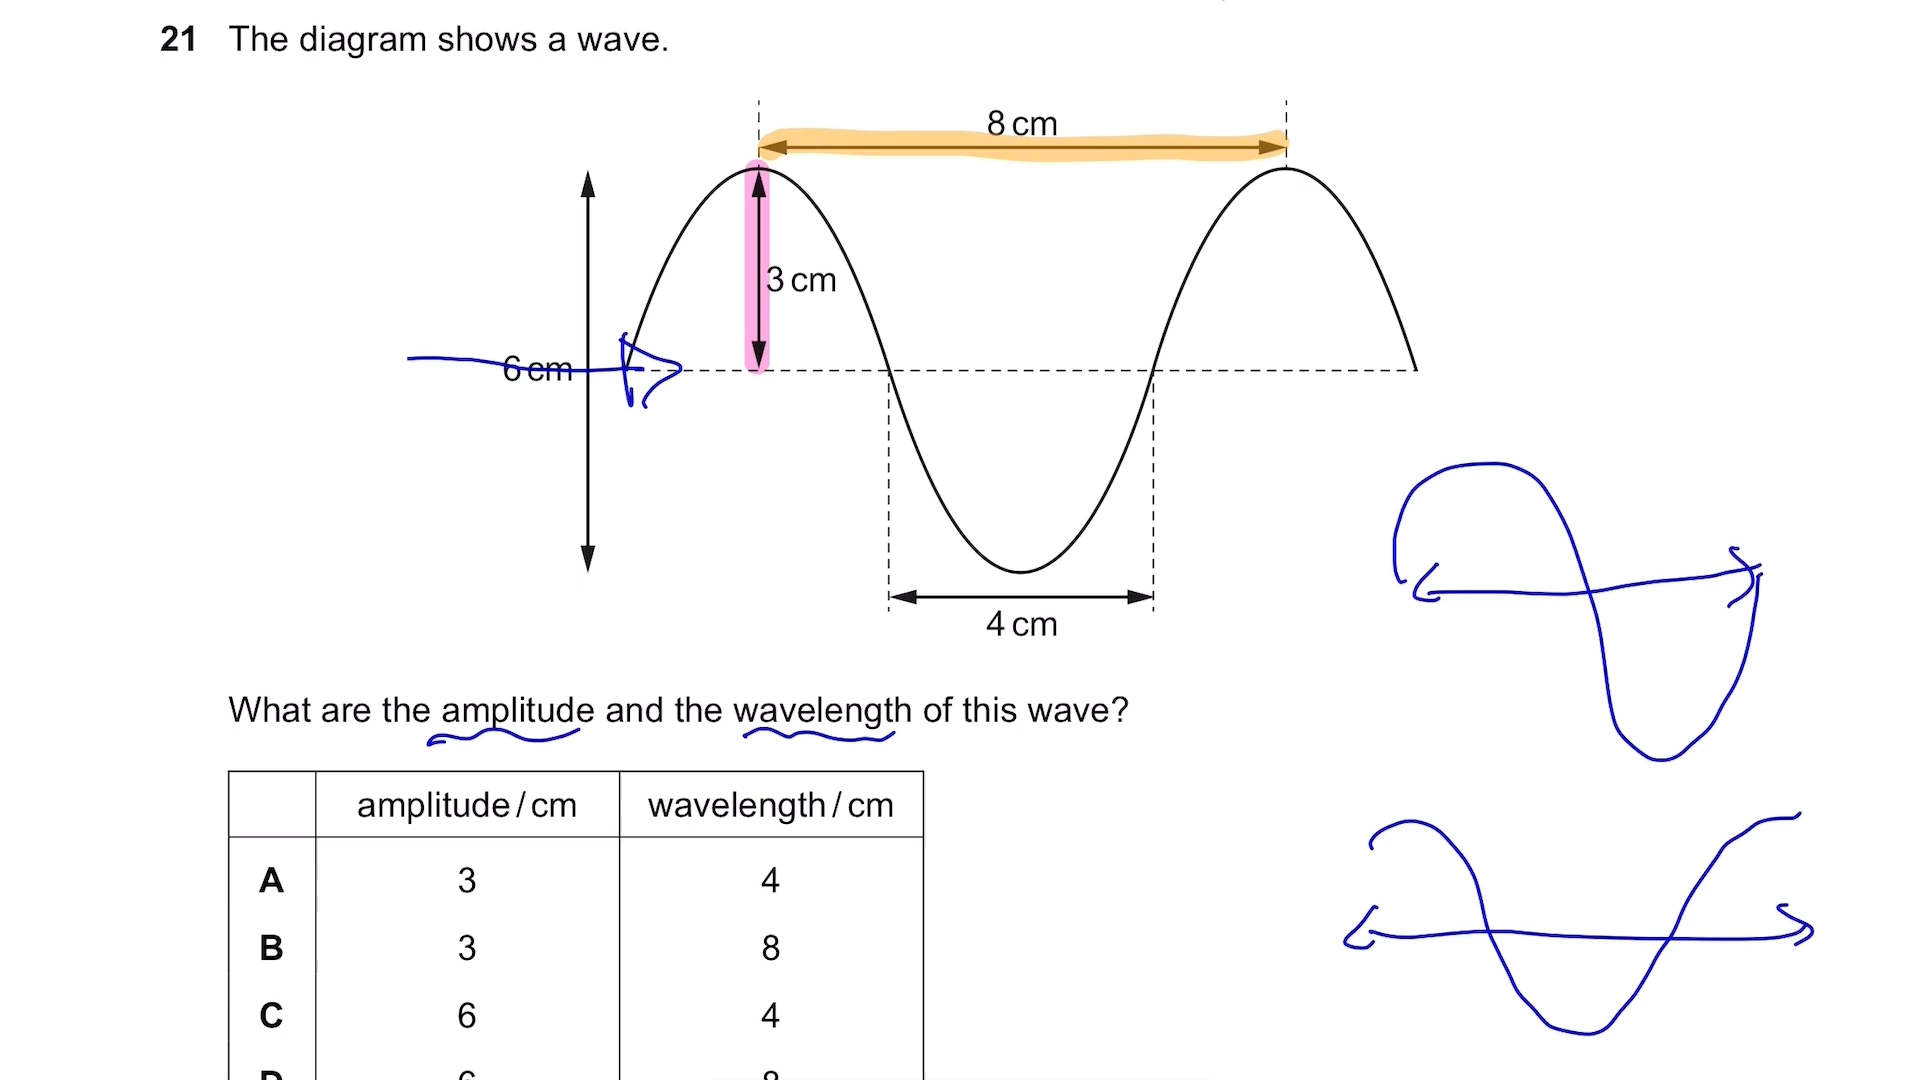 21 The diagram shows a wave.
8 cm
3 cm
6 cm
4 cm
What are the amplitude and the wavelength of this wave?
amplitude / cm wavelength / cm
A 3 4
B 3 8
C 6 4